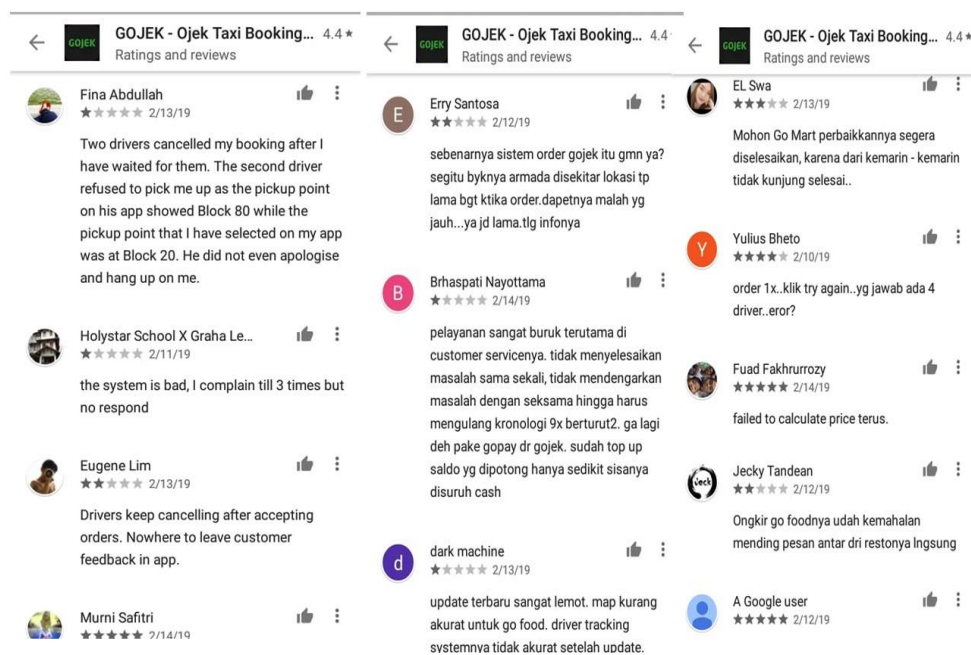 GOJEK
GOJEK - Ojek Taxi Booking... 4.4 ★
Ratings and reviews
Fina Abdullah
2/13/19
Two drivers cancelled my booking after I
have waited for them. The second driver
refused to pick me up as the pickup point
on his app showed Block 80 while the
pickup point that I have selected on my app
was at Block 20. He did not even apologise
and hang up on me.
Holystar School X Graha Le...
2/11/19
the system is bad, I complain till 3 times but
no respond
Eugene Lim
2/13/19
Drivers keep cancelling after accepting
orders. Nowhere to leave customer
feedback in app.
Murni Safitri
2/14/19
GOJEK
GOJEK - Ojek Taxi Booking... 4.4
Ratings and reviews
E
Erry Santosa
2/12/19
sebenarnya sistem order gojek itu gmn ya?
segitu byknya armada disekitar lokasi tp
lama bgt ktika order.dapetnya malah yg
jauh...ya jd lama.tlg infonya
B
Brhaspati Nayottama
2/14/19
pelayanan sangat buruk terutama di
customer servicenya. tidak menyelesaikan
masalah sama sekali, tidak mendengarkan
masalah dengan seksama hingga harus
mengulang kronologi 9x berturut2. ga lagi
deh pake gopay dr gojek. sudah top up
saldo yg dipotong hanya sedikit sisanya
disuruh cash
d
dark machine
2/13/19
update terbaru sangat lemot. map kurang
akurat untuk go food. driver tracking
systemnya tidak akurat setelah update.
GOJEK
GOJEK - Ojek Taxi Booking... 4.4★
Ratings and reviews
EL Swa
2/13/19
Mohon Go Mart perbaikkannya segera
diselesaikan, karena dari kemarin - kemarin
tidak kunjung selesai..
Y
Yulius Bheto
2/10/19
order 1x..klik try again..yg jawab ada 4
driver..eror?
Fuad Fakhrurrozy
2/14/19
failed to calculate price terus.
Jeck
Jecky Tandean
2/12/19
Ongkir go foodnya udah kemahalan
mending pesan antar dri restonya lngsung
A Google user
2/12/19